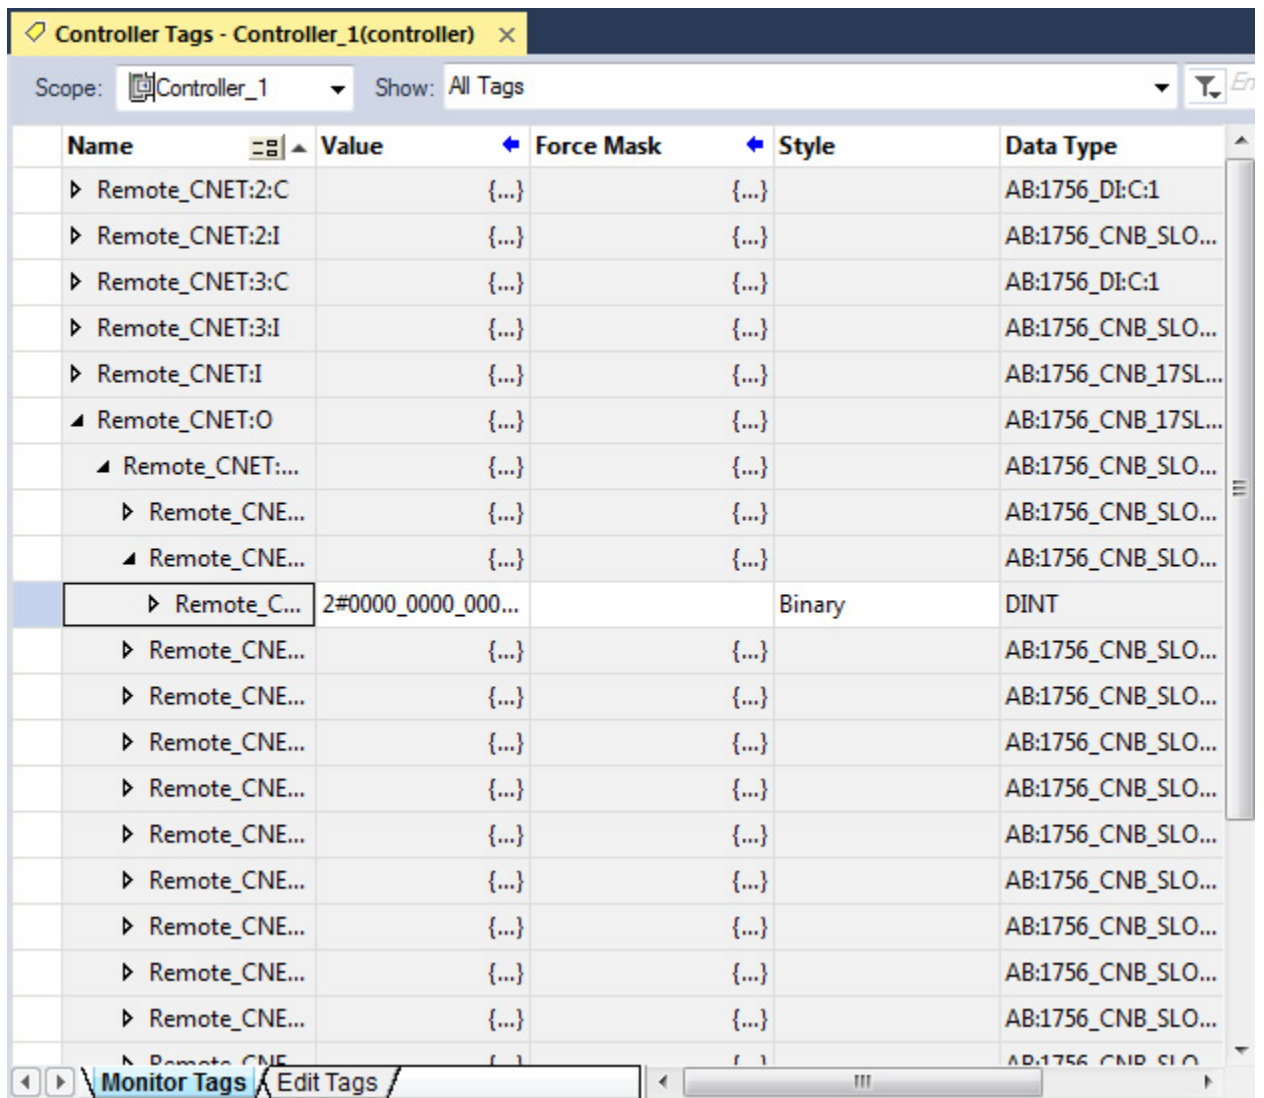 Controller Tags - Controller_1(controller) ×
Scope: Controller_1 Show: All Tags
Name Value Force Mask Style Data Type
Remote_CNET:2:C {...} {...} AB:1756_DI:C:1
Remote_CNET:2:I {...} {...} AB:1756_CNB_SLO...
Remote_CNET:3:C {...} {...} AB:1756_DI:C:1
Remote_CNET:3:I {...} {...} AB:1756_CNB_SLO...
Remote_CNET:I {...} {...} AB:1756_CNB_17SL...
Remote_CNET:O {...} {...} AB:1756_CNB_17SL...
Remote_CNET:... {...} {...} AB:1756_CNB_SLO...
Remote_CNE... {...} {...} AB:1756_CNB_SLO...
Remote_CNE... {...} {...} AB:1756_CNB_SLO...
Remote_C... 2#0000_0000_000... Binary DINT
Remote_CNE... {...} {...} AB:1756_CNB_SLO...
Remote_CNE... {...} {...} AB:1756_CNB_SLO...
Remote_CNE... {...} {...} AB:1756_CNB_SLO...
Remote_CNE... {...} {...} AB:1756_CNB_SLO...
Remote_CNE... {...} {...} AB:1756_CNB_SLO...
Remote_CNE... {...} {...} AB:1756_CNB_SLO...
Remote_CNE... {...} {...} AB:1756_CNB_SLO...
Remote_CNE... {...} {...} AB:1756_CNB_SLO...
Remote_CNE... {...} {...} AB:1756_CNB_SLO...
Monitor Tags Edit Tags